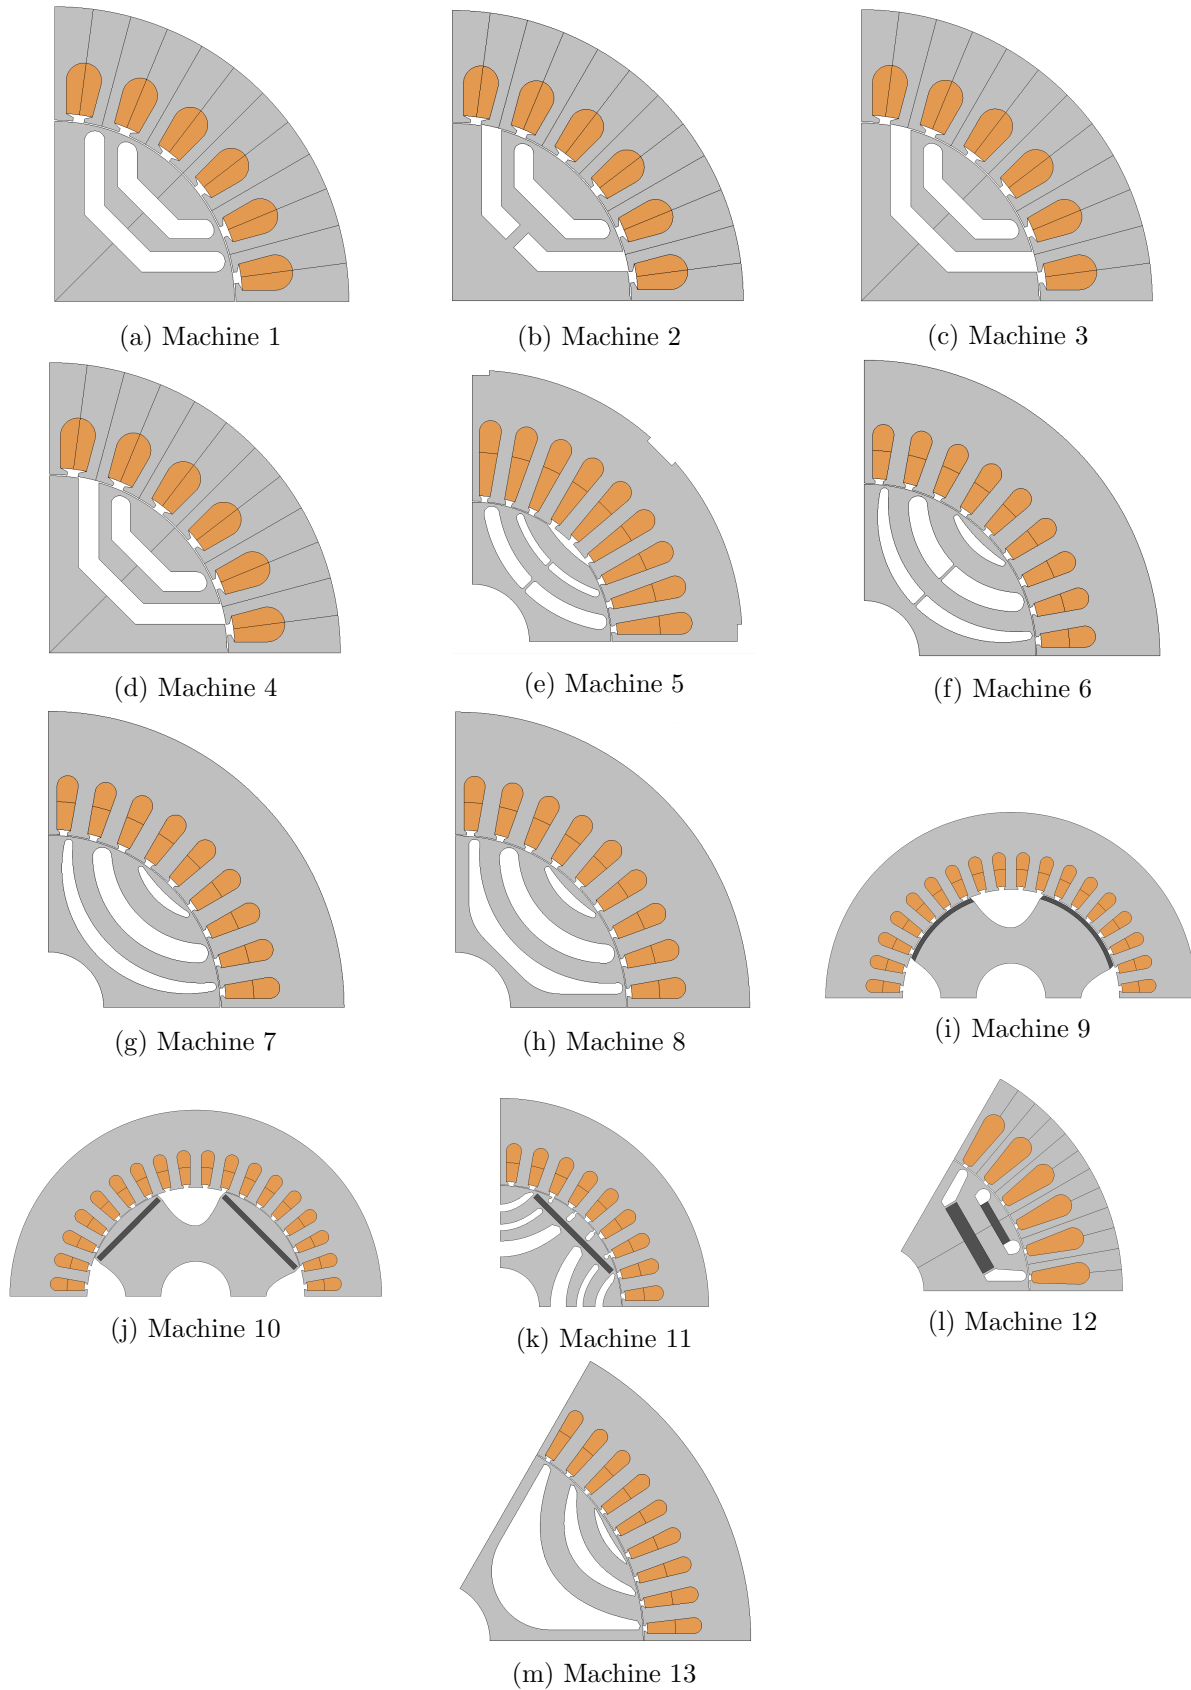 (a) Machine 1
(b) Machine 2
(c) Machine 3
(d) Machine 4
(e) Machine 5
(f) Machine 6
(g) Machine 7
(h) Machine 8
(i) Machine 9
(j) Machine 10
(k) Machine 11
(l) Machine 12
(m) Machine 13